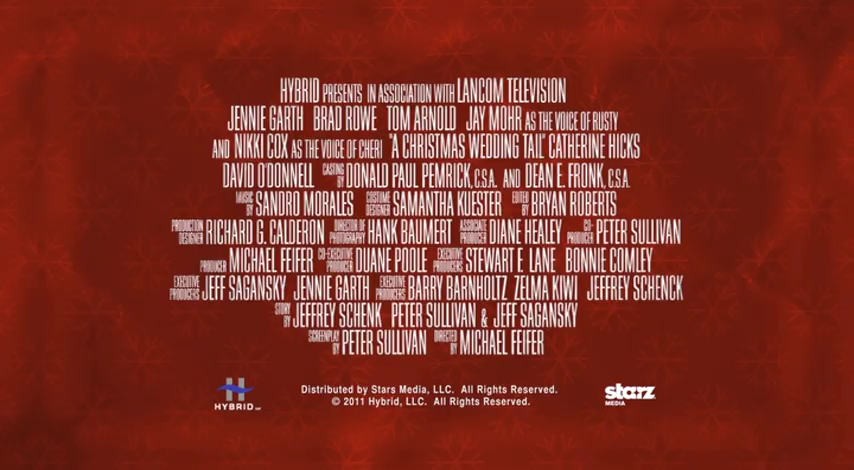 HYBRID PRESENTS IN ASSOCIATION WITH LANCOM TELEVISION
JENNIE GARTH BRAD ROWE TOM ARNOLD JAY MOHR AS THE VOICE OF RUSTY
AND NIKKI COX AS THE VOICE OF CHERI "A CHRISTMAS WEDDING TAIL" CATHERINE HICKS
DAVID O'DONNELL CASTING BY DONALD PAUL PEMRICK, C.S.A. AND DEAN E. FRONK, C.S.A.
MUSIC BY SANDRO MORALES COSTUME DESIGNER SAMANTHA KUESTER EDITED BY BRYAN ROBERTS
PRODUCTION DESIGNER RICHARD G. CALDERON DIRECTOR OF PHOTOGRAPHY HANK BAUMERT ASSOCIATE PRODUCER DIANE HEALEY CO-PRODUCER PETER SULLIVAN
PRODUCER MICHAEL FEIFER CO-EXECUTIVE PRODUCER DUANE POOLE EXECUTIVE PRODUCERS STEWART E. LANE BONNIE COMLEY
EXECUTIVE PRODUCERS JEFF SAGANSKY JENNIE GARTH EXECUTIVE PRODUCERS BARRY BARNHOLTZ ZELMA KIWI JEFFREY SCHENCK
STORY BY JEFFREY SCHENK PETER SULLIVAN & JEFF SAGANSKY
SCREENPLAY BY PETER SULLIVAN DIRECTED BY MICHAEL FEIFER
HYBRID
Distributed by Stars Media, LLC. All Rights Reserved.
© 2011 Hybrid, LLC. All Rights Reserved.
starz
MEDIA